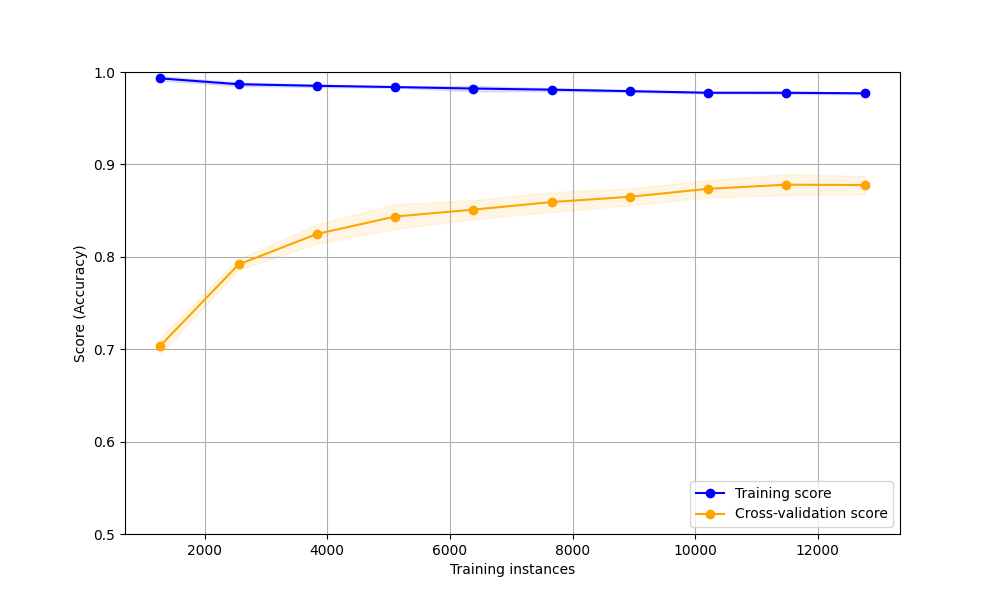 1.0
0.9
0.8
0.7
0.6
0.5
Score (Accuracy)
Training score
Cross-validation score
2000 4000 6000 8000 10000 12000
Training instances